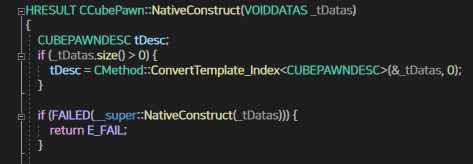 HRESULT CCubePawn::NativeConstruct(VOIDDATAS _tDatas)
{
CUBEPAWNDESC tDesc;
if (_tDatas.size() > 0) {
tDesc = CMethod::ConvertTemplate_Index<CUBEPAWNDESC>(&_tDatas, 0);
}
if (FAILED(__super::NativeConstruct(_tDatas))) {
return E_FAIL;
}